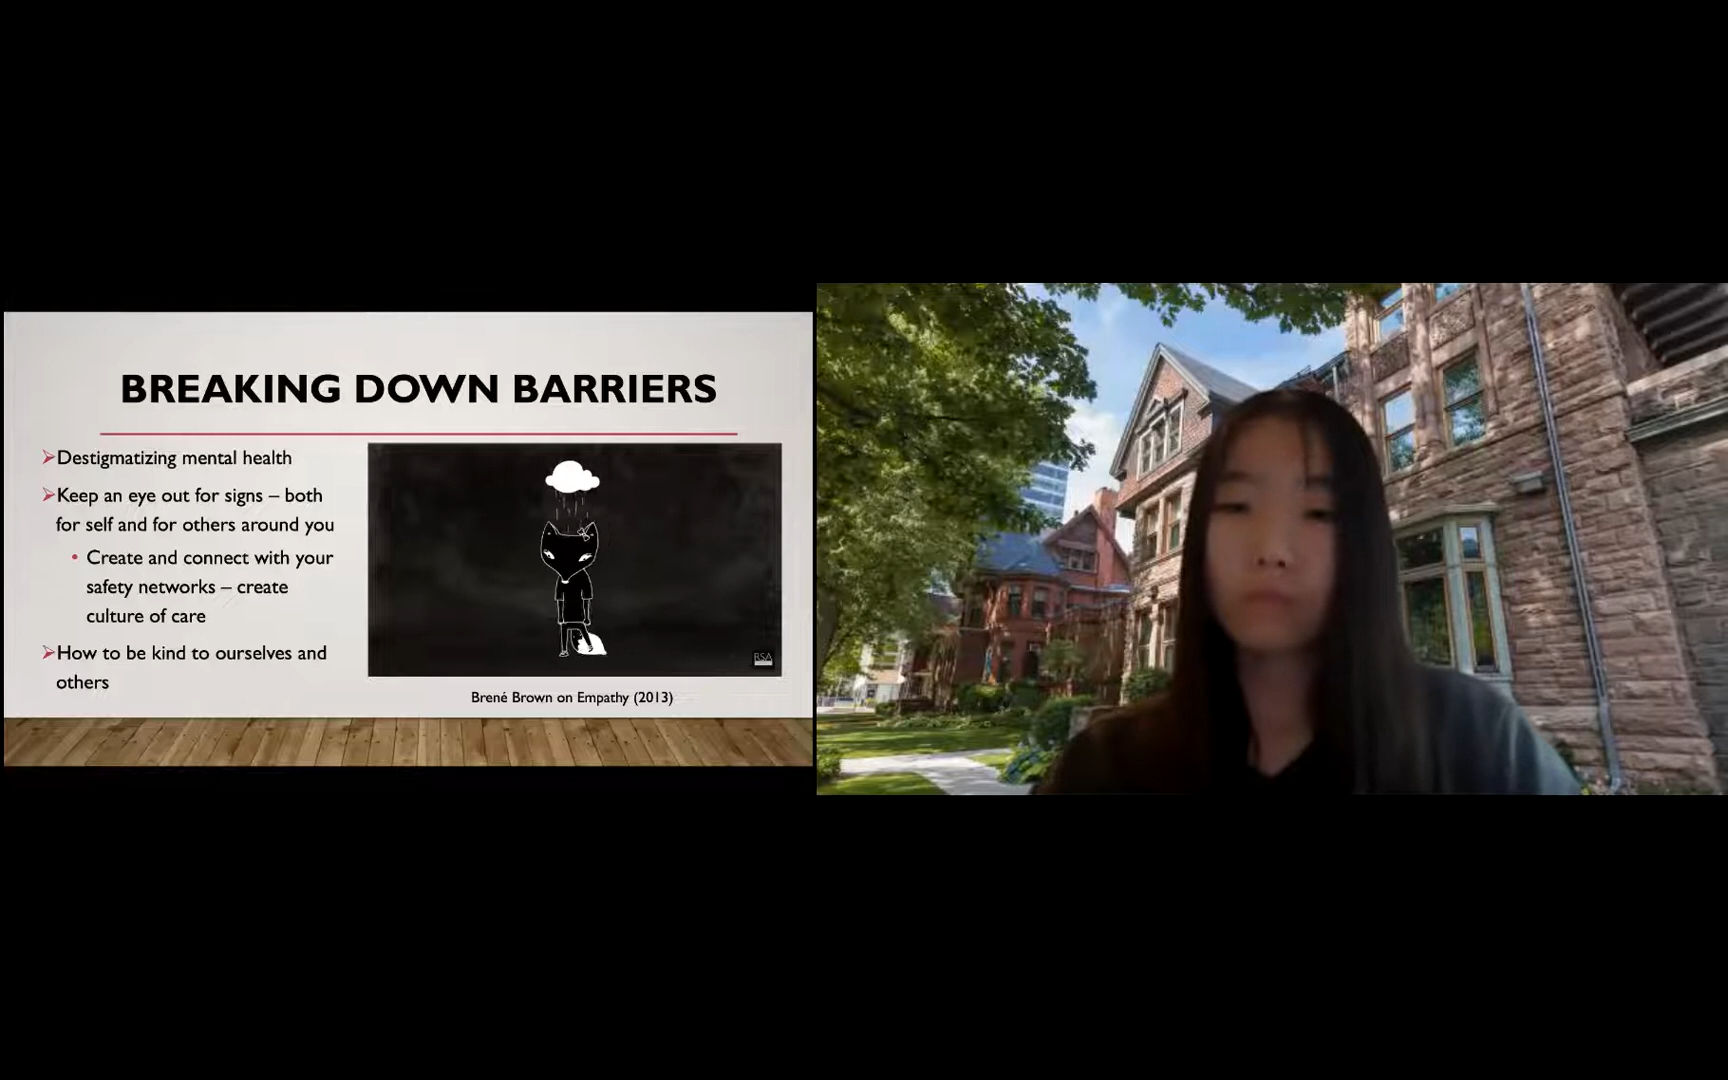 BREAKING DOWN BARRIERS
➢Destigmatizing mental health
➢Keep an eye out for signs – both
for self and for others around you
• Create and connect with your
safety networks – create
culture of care
➢How to be kind to ourselves and
others
RSA
Brené Brown on Empathy (2013)